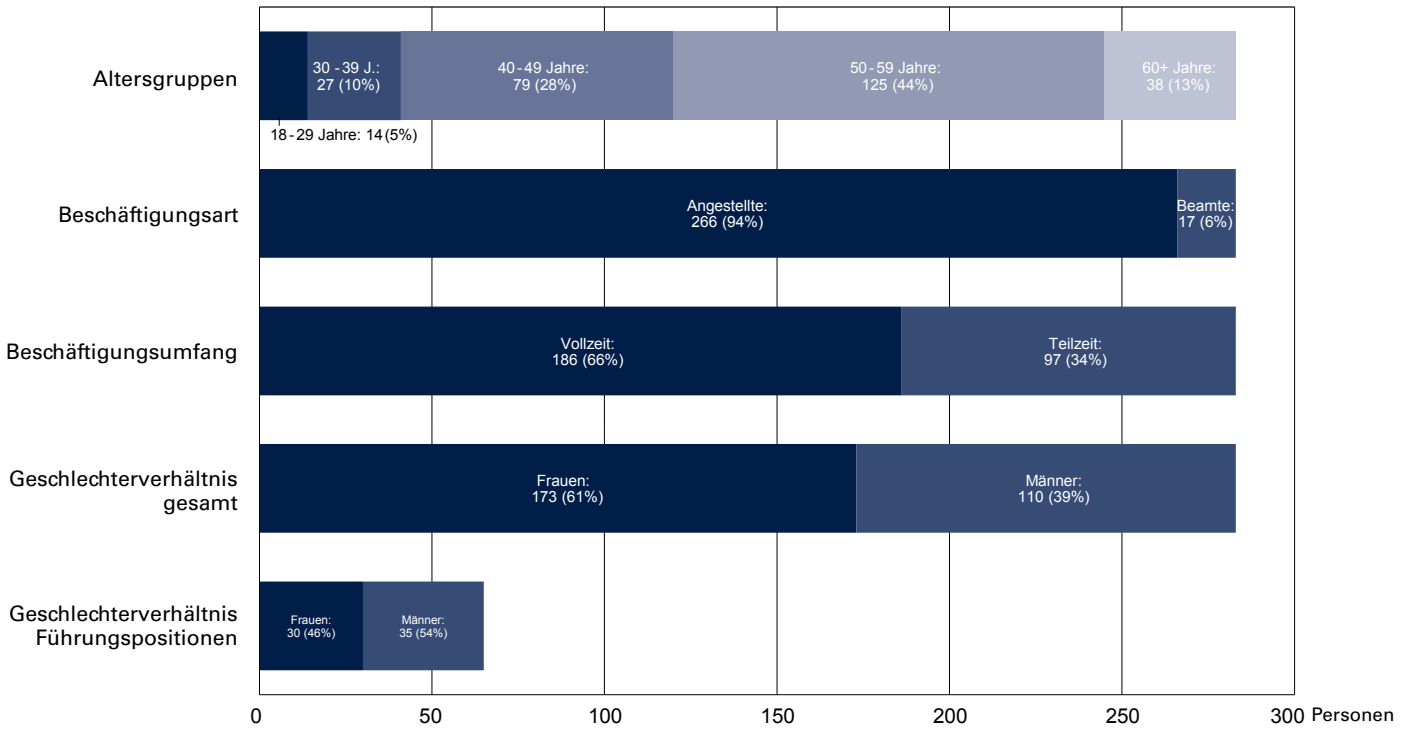 Altersgruppen
30-39 J.:
27 (10%)
40-49 Jahre:
79 (28%)
50-59 Jahre:
125 (44%)
60+ Jahre:
38 (13%)
18-29 Jahre: 14 (5%)
Beschäftigungsart
Angestellte:
266 (94%)
Beamte:
17 (6%)
Beschäftigungsumfang
Vollzeit:
186 (66%)
Teilzeit:
97 (34%)
Geschlechterverhältnis
gesamt
Frauen:
173 (61%)
Männer:
110 (39%)
Geschlechterverhältnis
Führungspositionen
Frauen:
30 (46%)
Männer:
35 (54%)
0 50 100 150 200 250 300 Personen